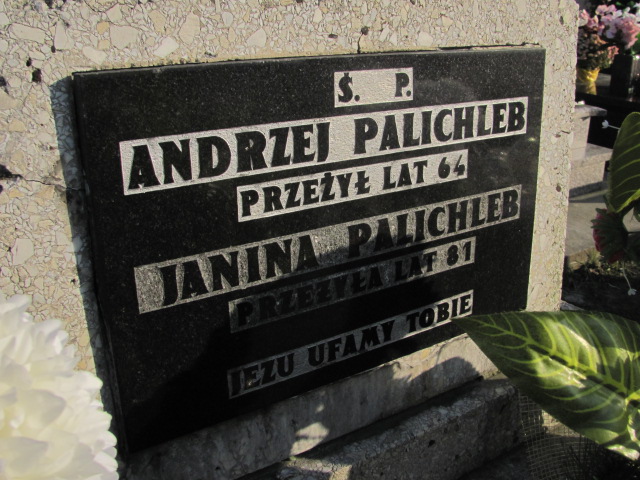 Ś. P.
ANDRZEJ PALICHLEB
PRZEŻYŁ LAT 64
JANINA PALICHLEB
PRZEŻYŁA LAT 81
JEZU UFAMY TOBIE